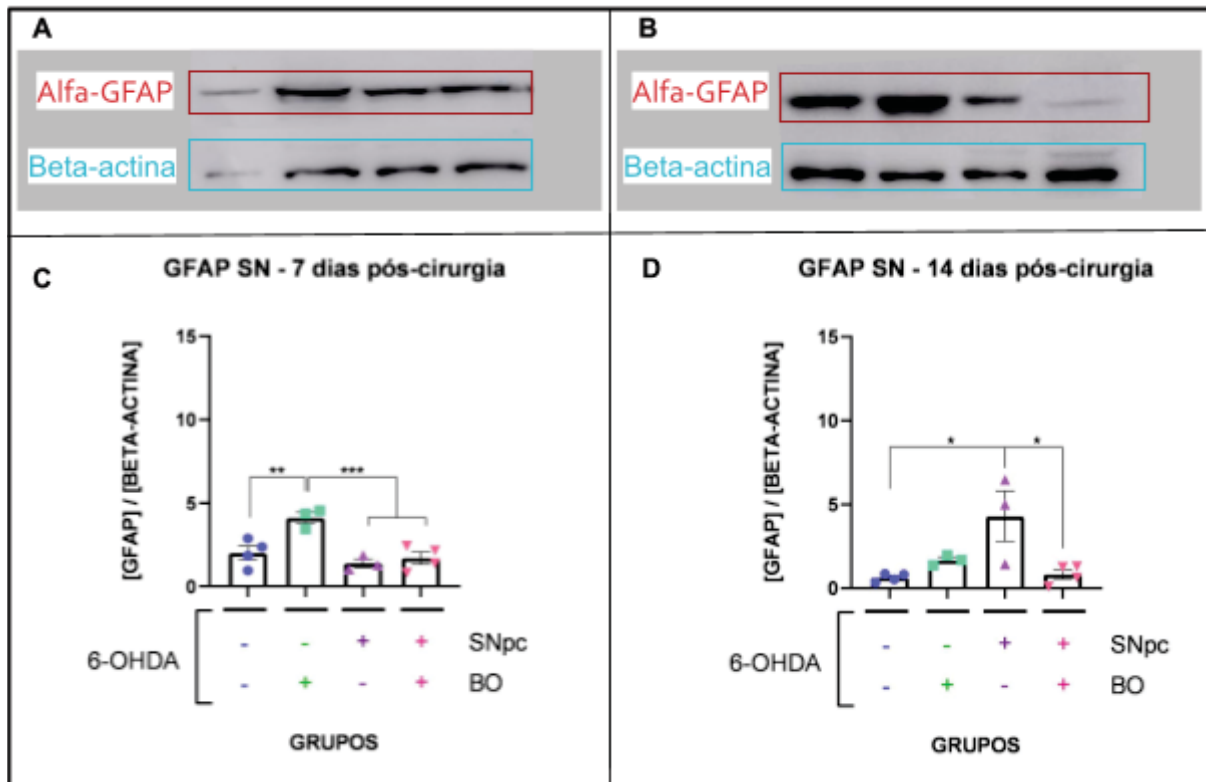 A
Alfa-GFAP
Beta-actina
B
Alfa-GFAP
Beta-actina
C
GFAP SN - 7 dias pós-cirurgia
[GFAP] / [BETA-ACTINA]
15
10
5
0
** ***
6-OHDA
- - + + SNpc
- + - + BO
GRUPOS
D
GFAP SN - 14 dias pós-cirurgia
[GFAP] / [BETA-ACTINA]
15
10
5
0
* *
6-OHDA
- - + + SNpc
- + - + BO
GRUPOS